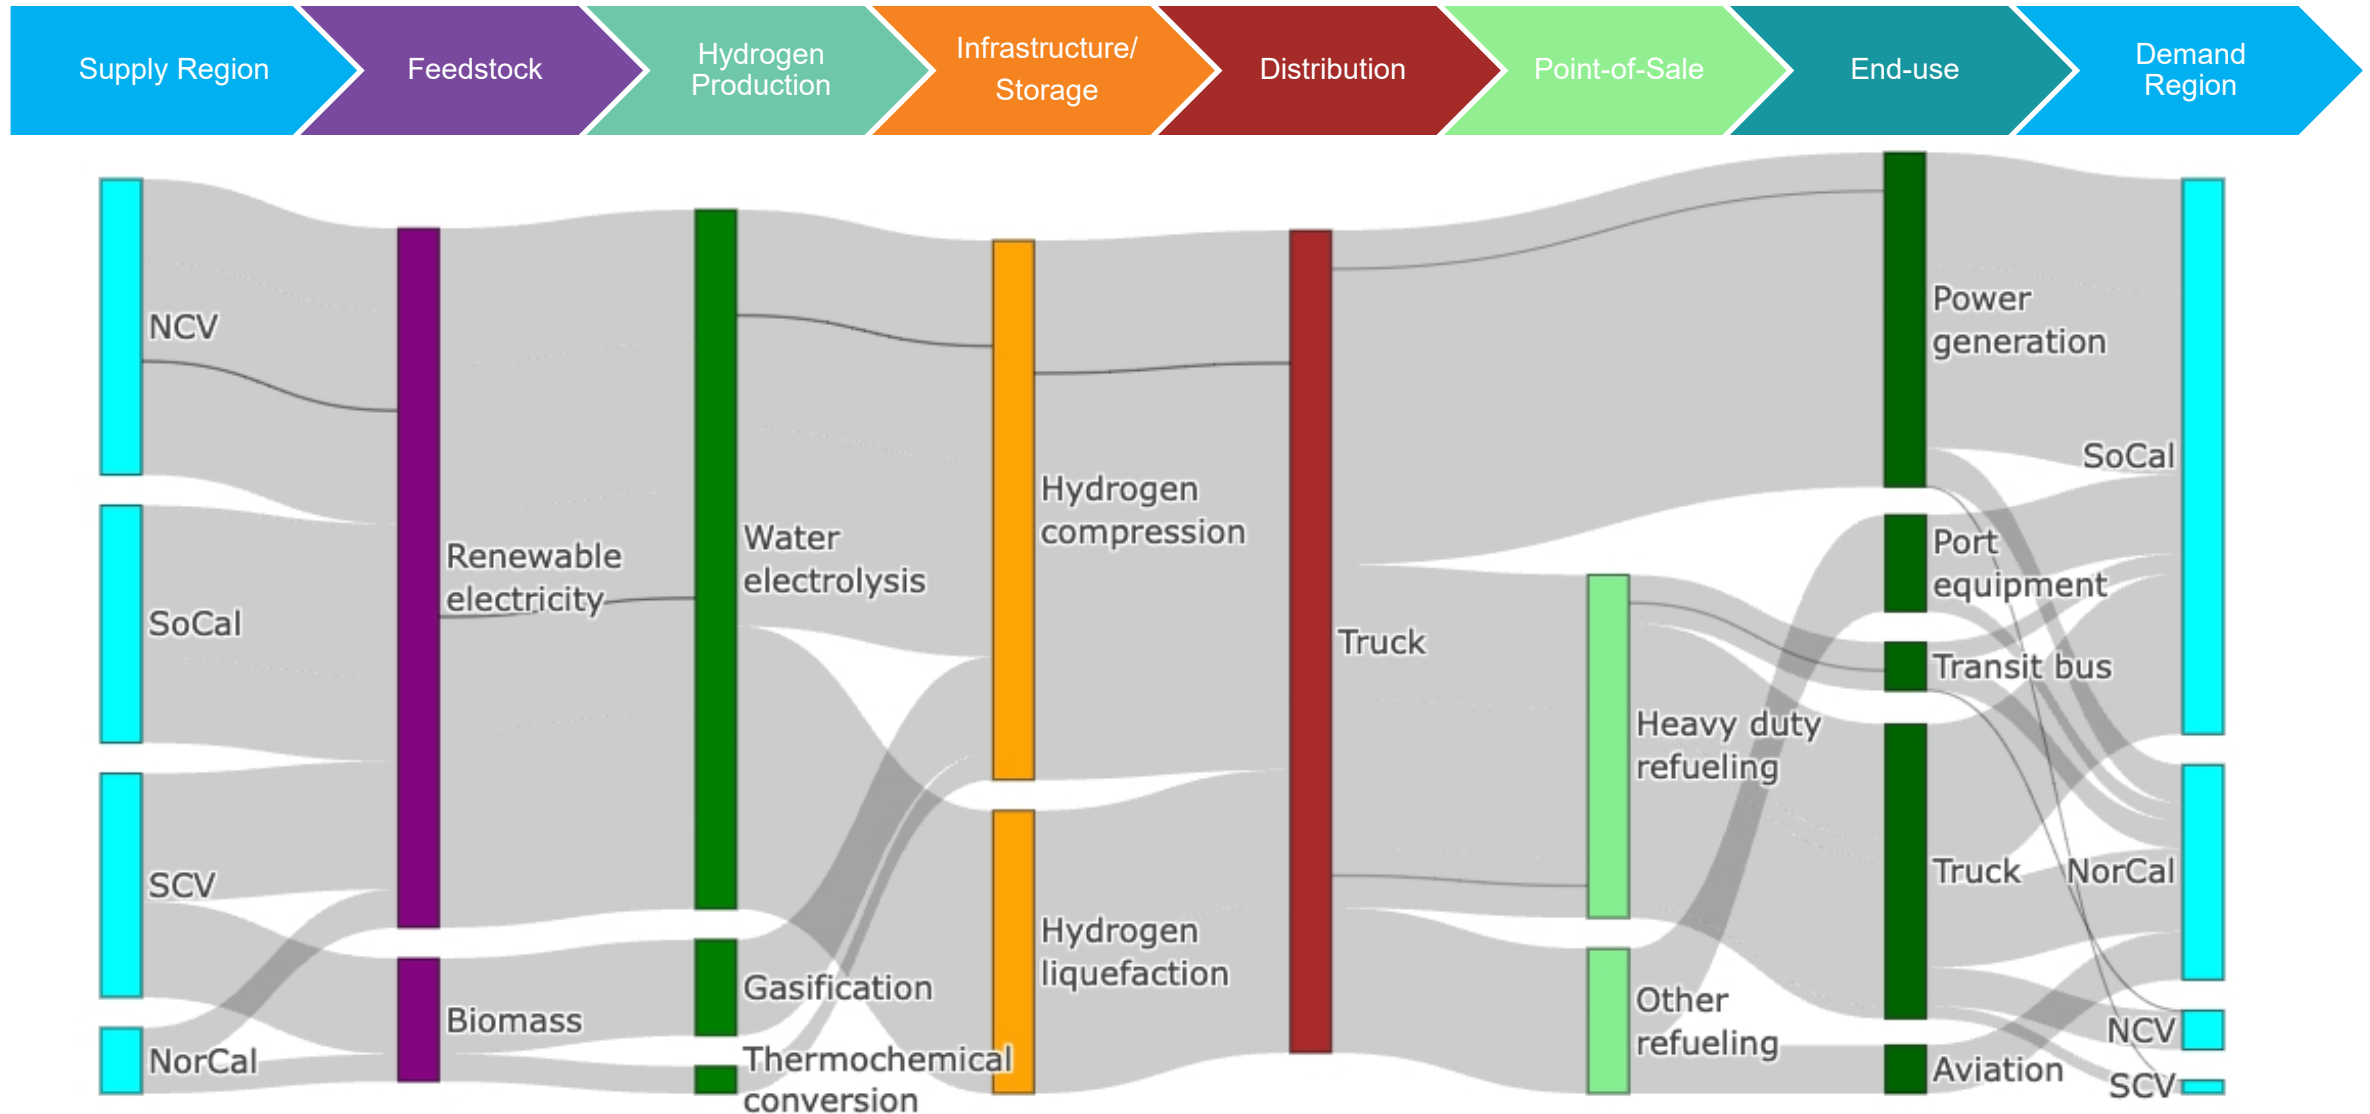 Supply Region
Feedstock
Hydrogen
Production
Infrastructure/
Storage
Distribution
Point-of-Sale
End-use
Demand
Region
NCV
SoCal
SCV
NorCal
Renewable
electricity
Biomass
Water
electrolysis
Gasification
Thermochemical
conversion
Hydrogen
compression
Hydrogen
liquefaction
Truck
Heavy duty
refueling
Other
refueling
Power
generation
Port
equipment
Transit bus
Truck
Aviation
SoCal
NorCal
NCV
SCV